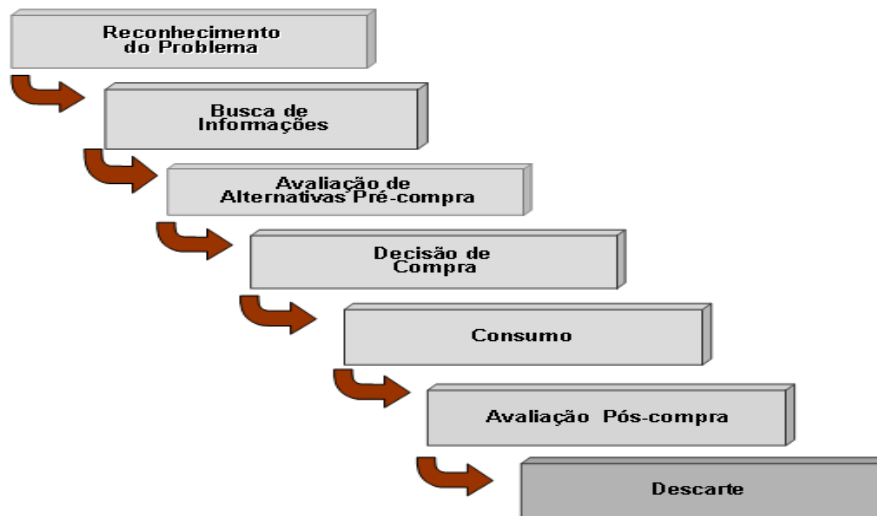 Reconhecimento
do Problema
Busca de
Informações
Avaliação de
Alternativas Pré-compra
Decisão de
Compra
Consumo
Avaliação Pós-compra
Descarte